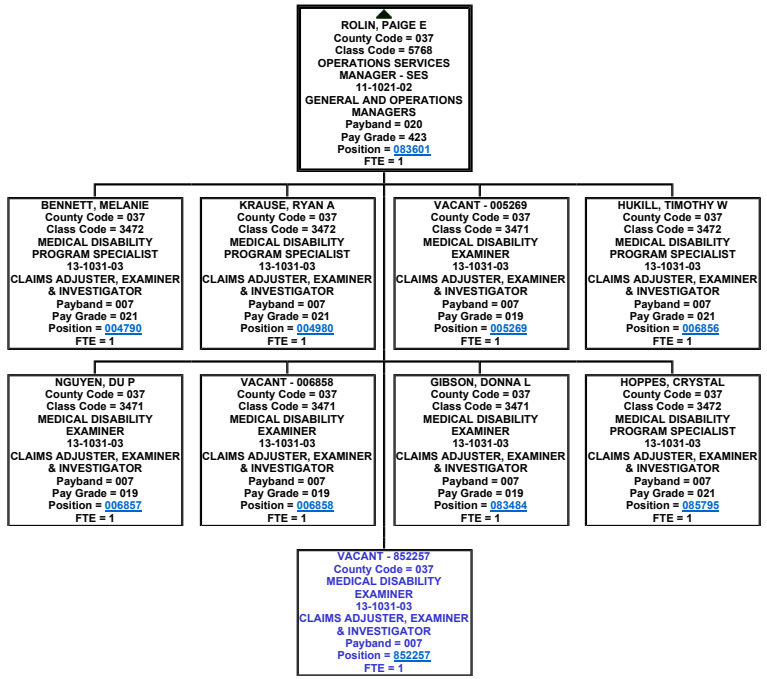 ROLIN, PAIGE E
County Code = 037
Class Code = 5768
OPERATIONS SERVICES
MANAGER - SES
11-1021-02
GENERAL AND OPERATIONS
MANAGERS
Payband = 020
Pay Grade = 423
Position = 083601
FTE = 1
BENNETT, MELANIE
County Code = 037
Class Code = 3472
MEDICAL DISABILITY
PROGRAM SPECIALIST
13-1031-03
CLAIMS ADJUSTER, EXAMINER
& INVESTIGATOR
Payband = 007
Pay Grade = 021
Position = 004790
FTE = 1
KRAUSE, RYAN A
County Code = 037
Class Code = 3472
MEDICAL DISABILITY
PROGRAM SPECIALIST
13-1031-03
CLAIMS ADJUSTER, EXAMINER
& INVESTIGATOR
Payband = 007
Pay Grade = 021
Position = 004980
FTE = 1
VACANT - 005269
County Code = 037
Class Code = 3471
MEDICAL DISABILITY
EXAMINER
13-1031-03
CLAIMS ADJUSTER, EXAMINER
& INVESTIGATOR
Payband = 007
Pay Grade = 019
Position = 005269
FTE = 1
HUKILL, TIMOTHY W
County Code = 037
Class Code = 3472
MEDICAL DISABILITY
PROGRAM SPECIALIST
13-1031-03
CLAIMS ADJUSTER, EXAMINER
& INVESTIGATOR
Payband = 007
Pay Grade = 021
Position = 006856
FTE = 1
NGUYEN, DU P
County Code = 037
Class Code = 3471
MEDICAL DISABILITY
EXAMINER
13-1031-03
CLAIMS ADJUSTER, EXAMINER
& INVESTIGATOR
Payband = 007
Pay Grade = 019
Position = 006857
FTE = 1
VACANT - 006858
County Code = 037
Class Code = 3471
MEDICAL DISABILITY
EXAMINER
13-1031-03
CLAIMS ADJUSTER, EXAMINER
& INVESTIGATOR
Payband = 007
Pay Grade = 019
Position = 006858
FTE = 1
GIBSON, DONNA L
County Code = 037
Class Code = 3471
MEDICAL DISABILITY
EXAMINER
13-1031-03
CLAIMS ADJUSTER, EXAMINER
& INVESTIGATOR
Payband = 007
Pay Grade = 019
Position = 083484
FTE = 1
HOPPES, CRYSTAL
County Code = 037
Class Code = 3472
MEDICAL DISABILITY
PROGRAM SPECIALIST
13-1031-03
CLAIMS ADJUSTER, EXAMINER
& INVESTIGATOR
Payband = 007
Pay Grade = 021
Position = 085795
FTE = 1
VACANT - 852257
County Code = 037
MEDICAL DISABILITY
EXAMINER
13-1031-03
CLAIMS ADJUSTER, EXAMINER
& INVESTIGATOR
Payband = 007
Position = 852257
FTE = 1